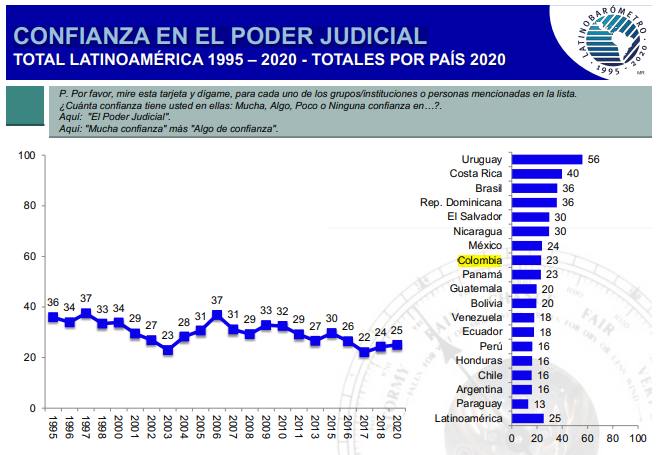 CONFIANZA EN EL PODER JUDICIAL
TOTAL LATINOAMÉRICA 1995 – 2020 - TOTALES POR PAÍS 2020
LATINOBARÓMETRO
• 1995 - 2020 •
MR
P. Por favor, mire esta tarjeta y dígame, para cada uno de los grupos/instituciones o personas mencionadas en la lista.
¿Cuánta confianza tiene usted en ellas: Mucha, Algo, Poco o Ninguna confianza en…?.
Aquí: "El Poder Judicial".
Aquí: "Mucha confianza" más "Algo de confianza".
100
80
60
40
20
0
36 34 37 33 34 29 27 23 28 31 37 31 29 33 32 29 27 30 26 22 24 25
1995 1996 1997 1998 2000 2001 2002 2003 2004 2005 2006 2007 2008 2009 2010 2011 2013 2015 2016 2017 2018 2020
Uruguay 56
Costa Rica 40
Brasil 36
Rep. Dominicana 36
El Salvador 30
Nicaragua 30
México 24
Colombia 23
Panamá 23
Guatemala 20
Bolivia 20
Venezuela 18
Ecuador 18
Perú 16
Honduras 16
Chile 16
Argentina 16
Paraguay 13
Latinoamérica 25
0 20 40 60 80 100
FAIR